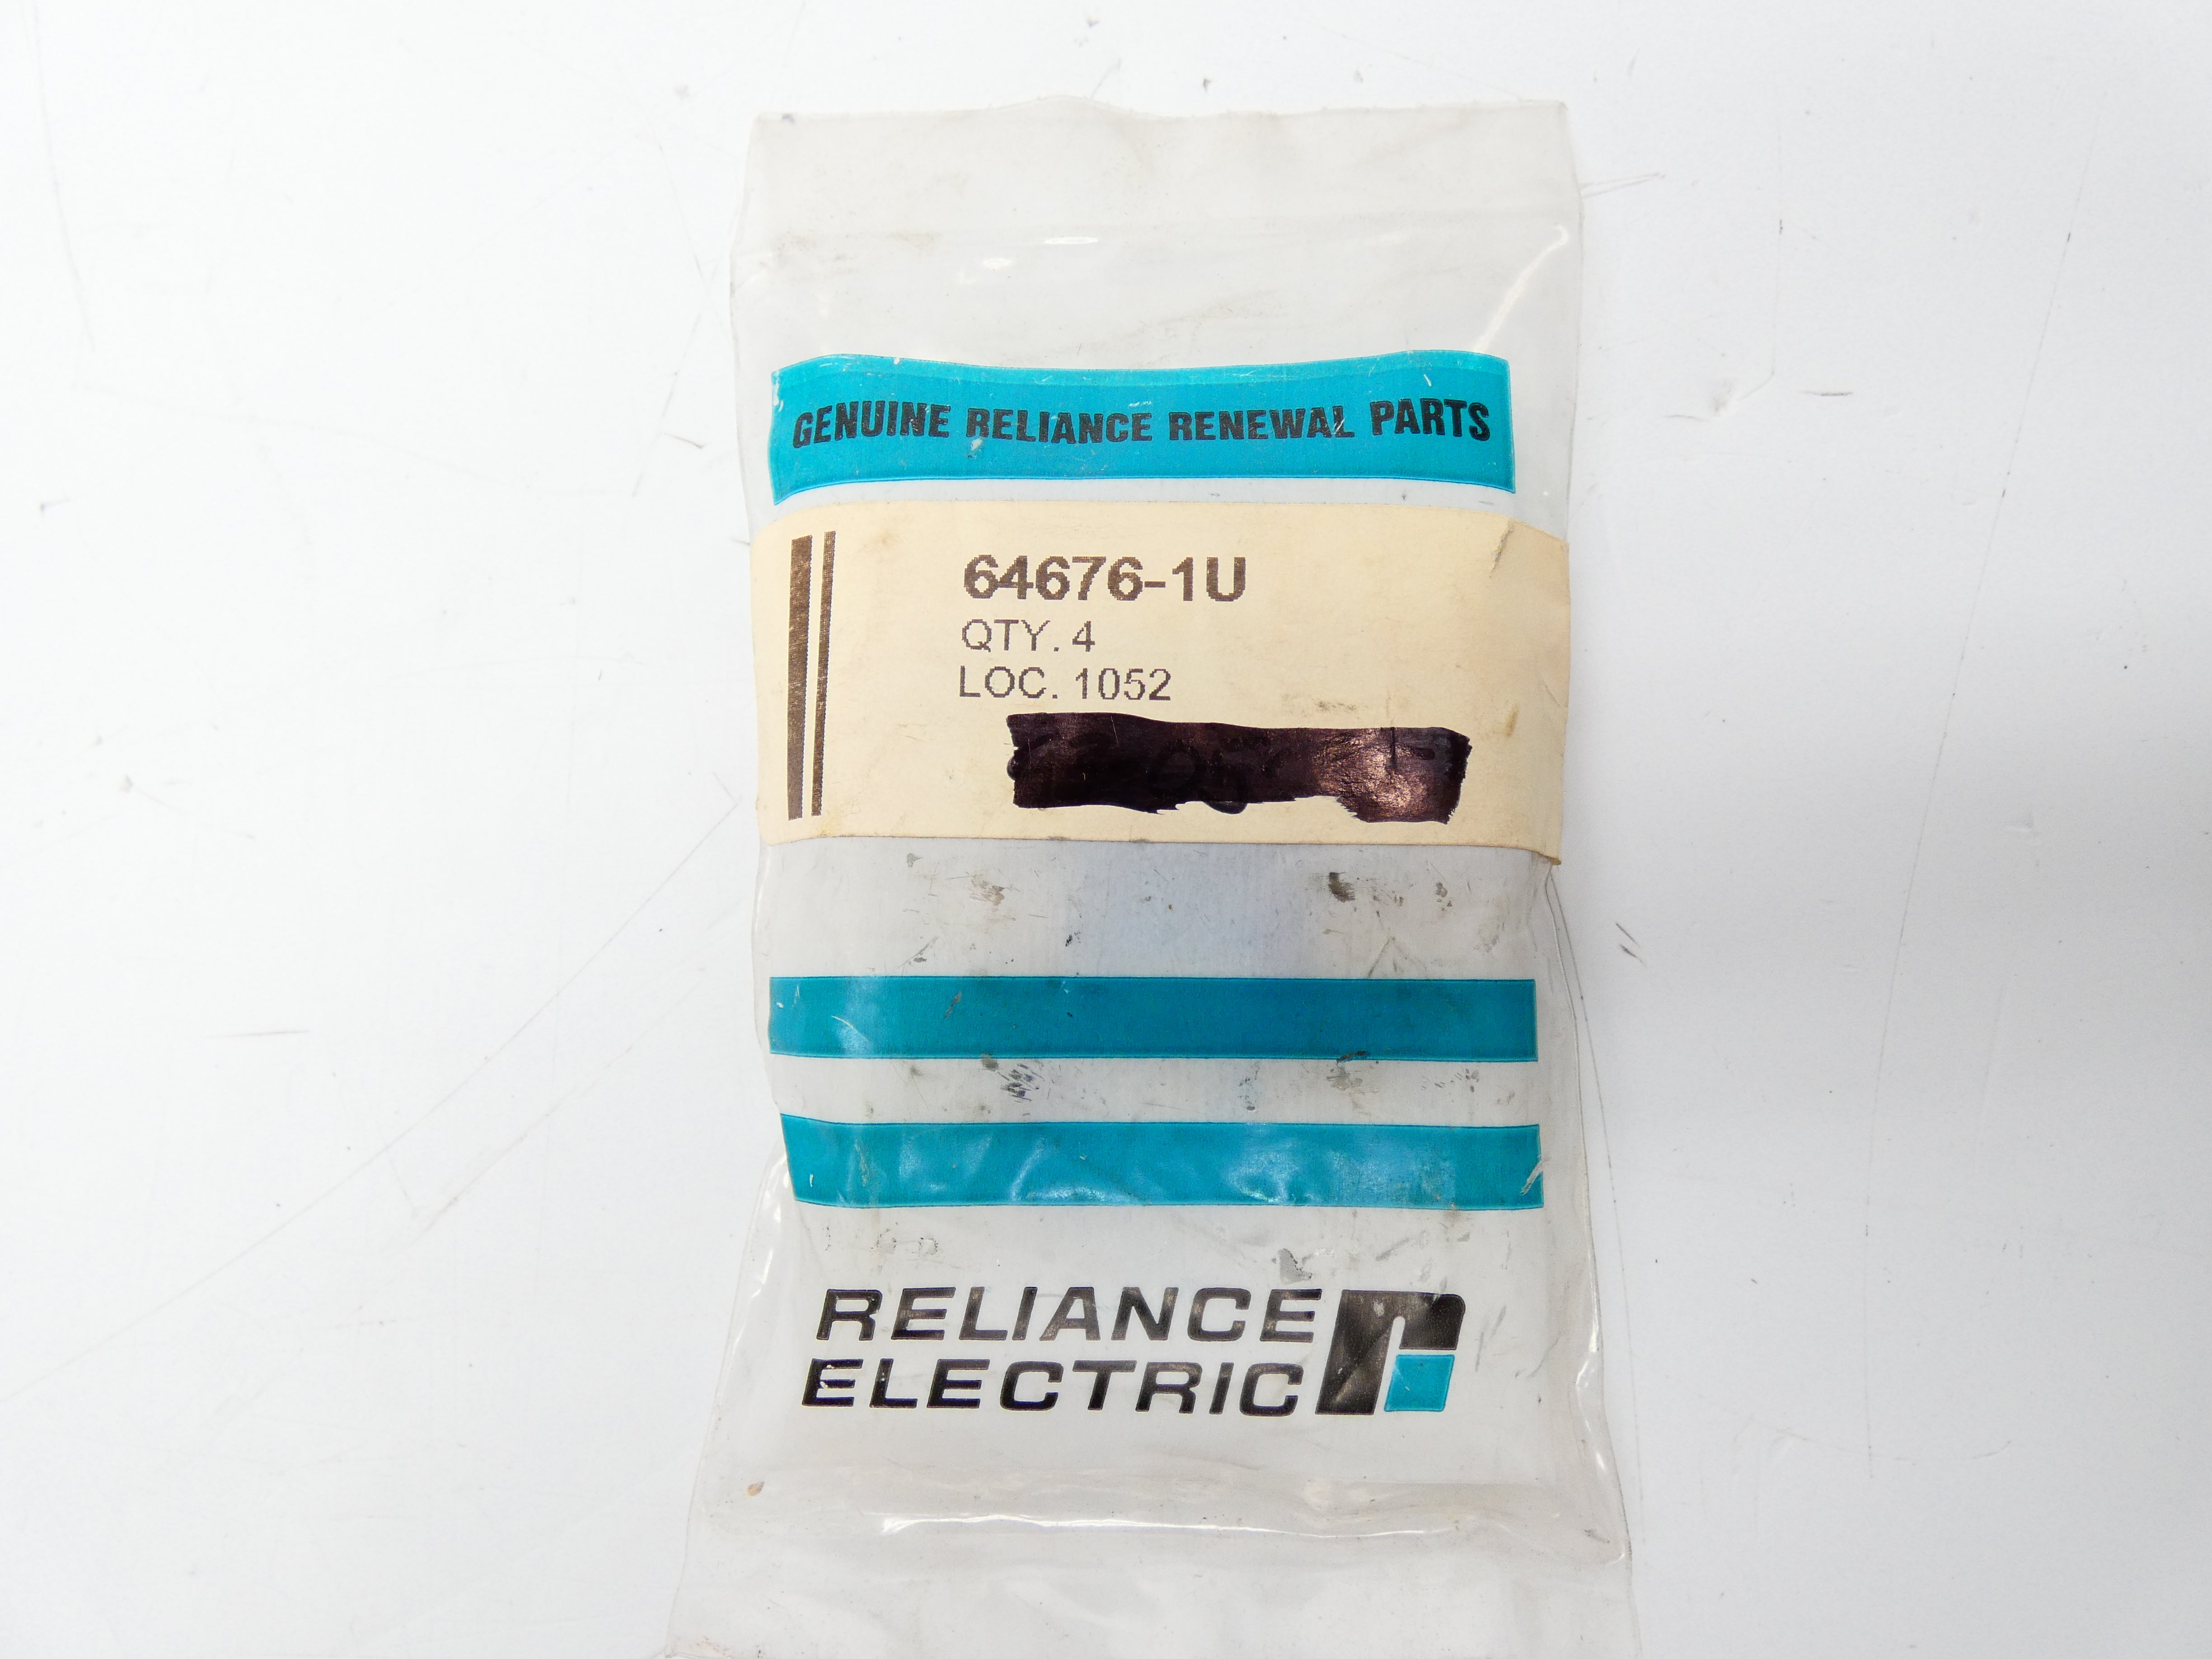 GENUINE RELIANCE RENEWAL PARTS
64676-1U
QTY. 4
LOC. 1052
RELIANCE
ELECTRIC